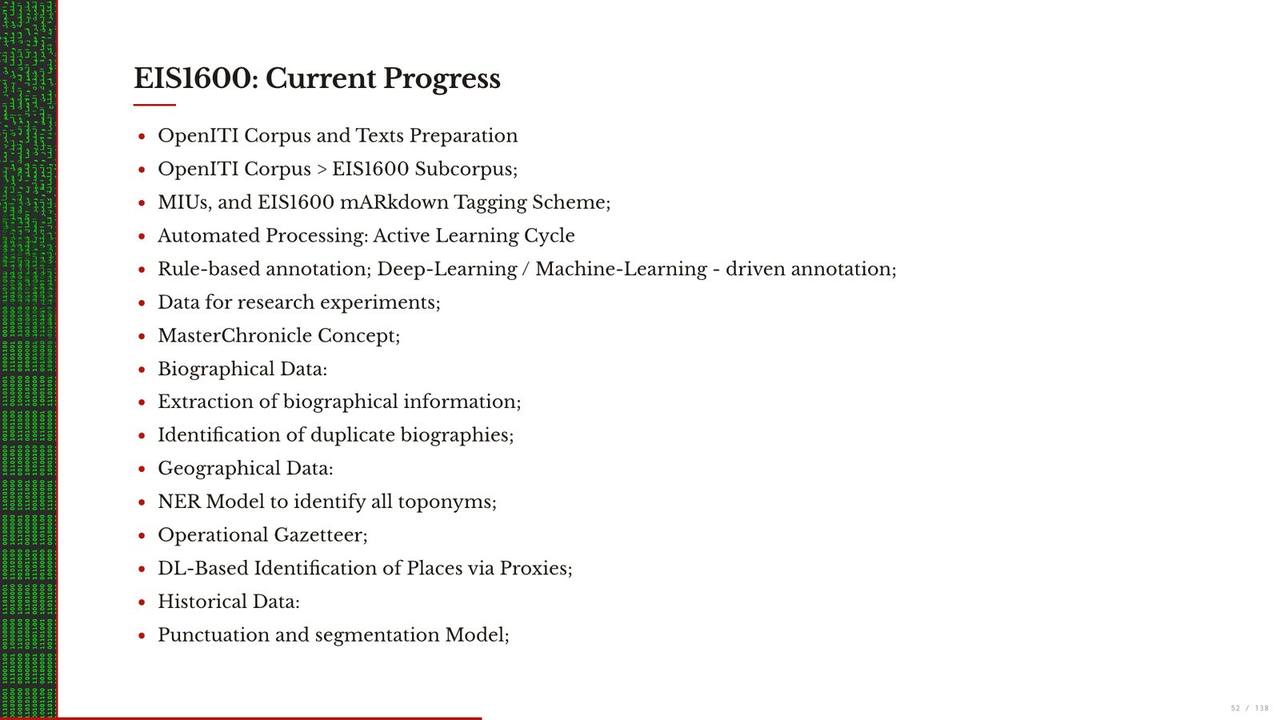 EIS1600: Current Progress
• OpenITI Corpus and Texts Preparation
• OpenITI Corpus > EIS1600 Subcorpus;
• MIUs, and EIS1600 mARkdown Tagging Scheme;
• Automated Processing: Active Learning Cycle
• Rule-based annotation; Deep-Learning / Machine-Learning - driven annotation;
• Data for research experiments;
• MasterChronicle Concept;
• Biographical Data:
• Extraction of biographical information;
• Identification of duplicate biographies;
• Geographical Data:
• NER Model to identify all toponyms;
• Operational Gazetteer;
• DL-Based Identification of Places via Proxies;
• Historical Data:
• Punctuation and segmentation Model;
52 / 138